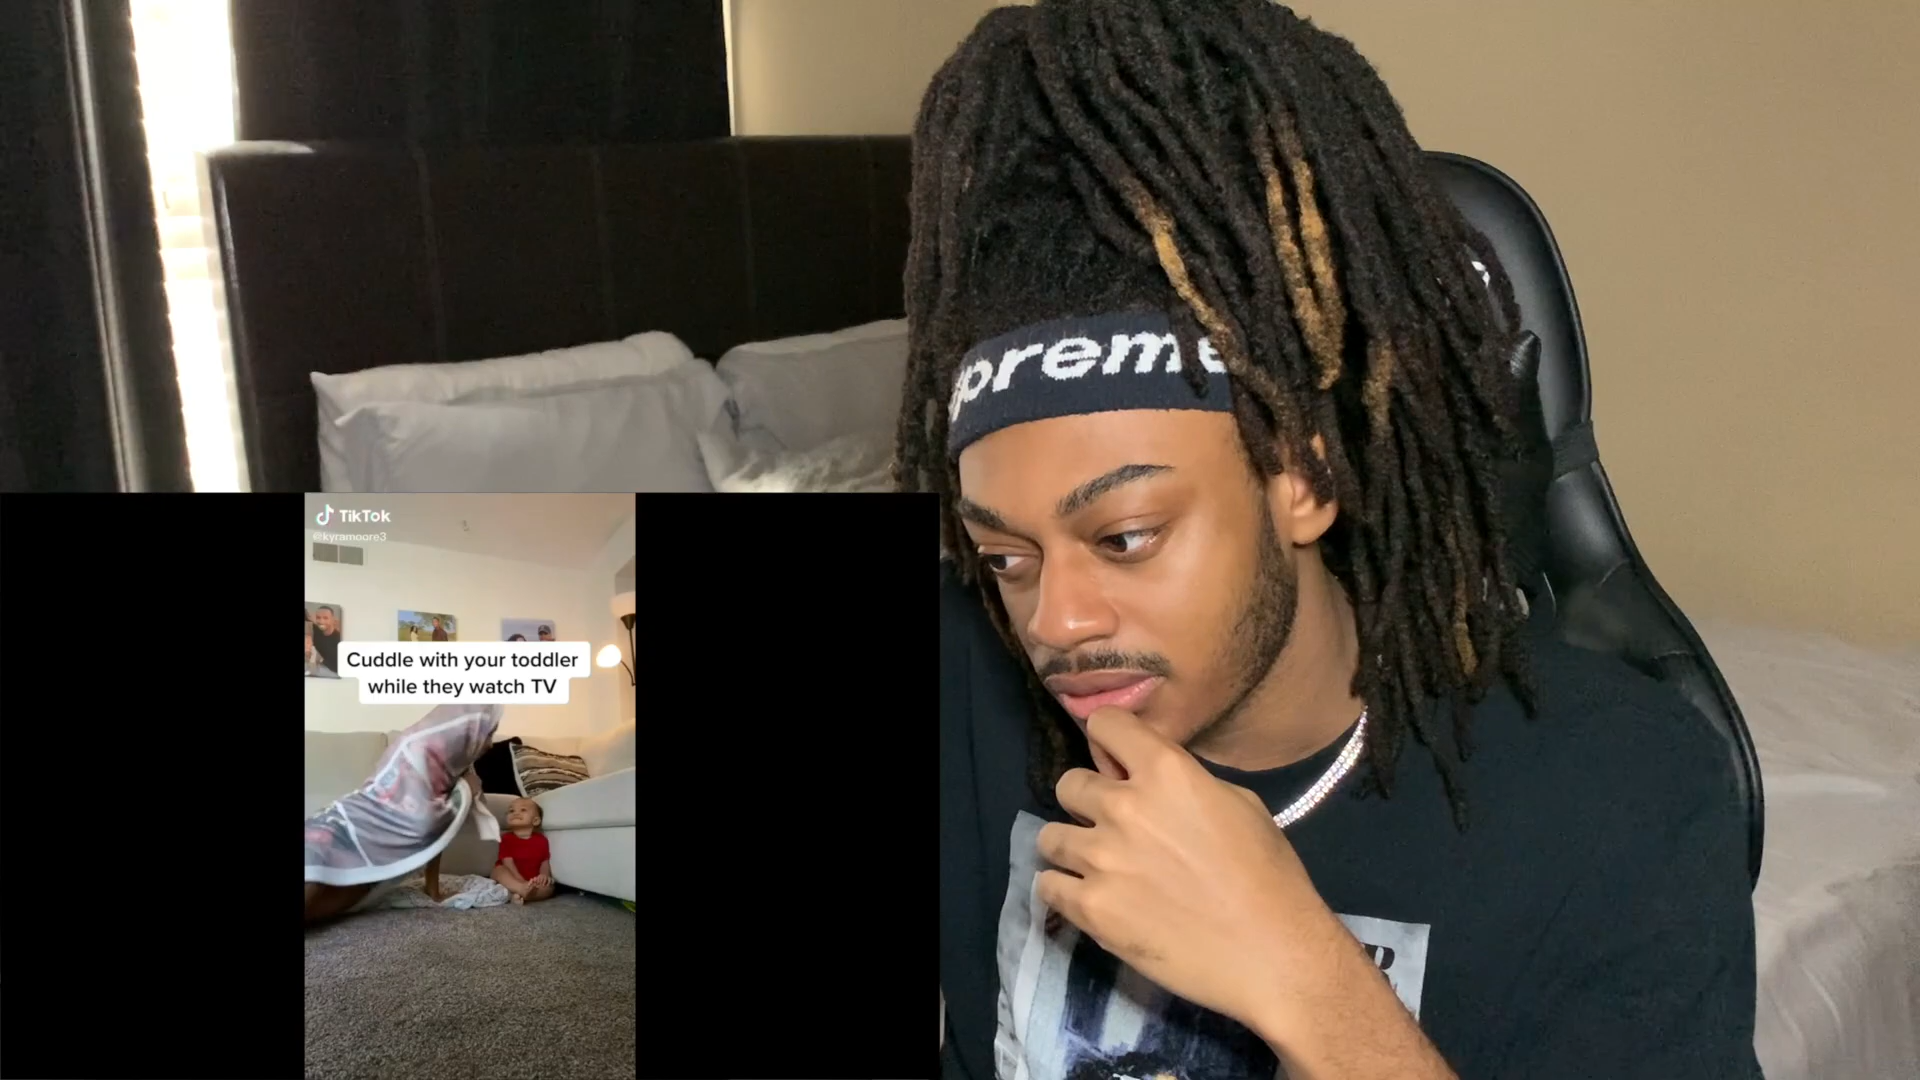 preme
TikTok
@kyramoore3
Cuddle with your toddler
while they watch TV